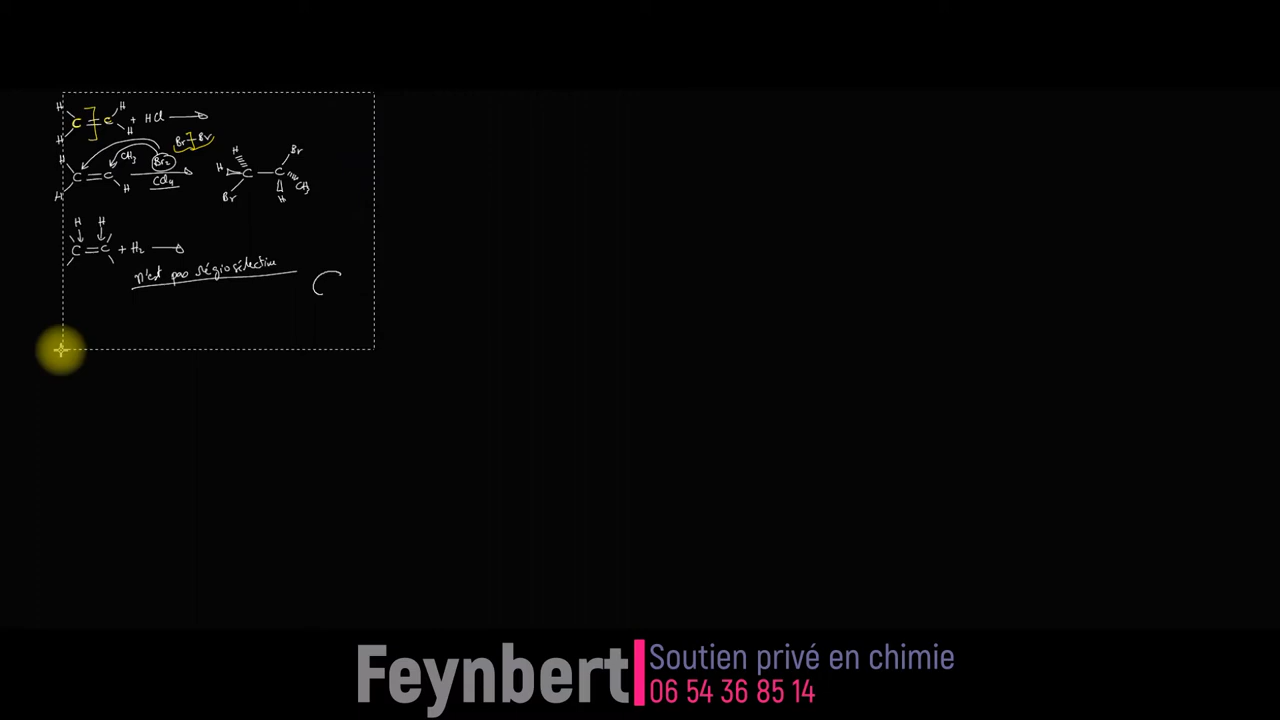 H H
C = C + HCl →
H H
Br Br
H CH3 Br2 H Br
C = C → H C — C CH3
H H CCl4 Br H
H H
C = C + H2 →
n'est pas régiosélective
C
Feynbert
Soutien privé en chimie
06 54 36 85 14